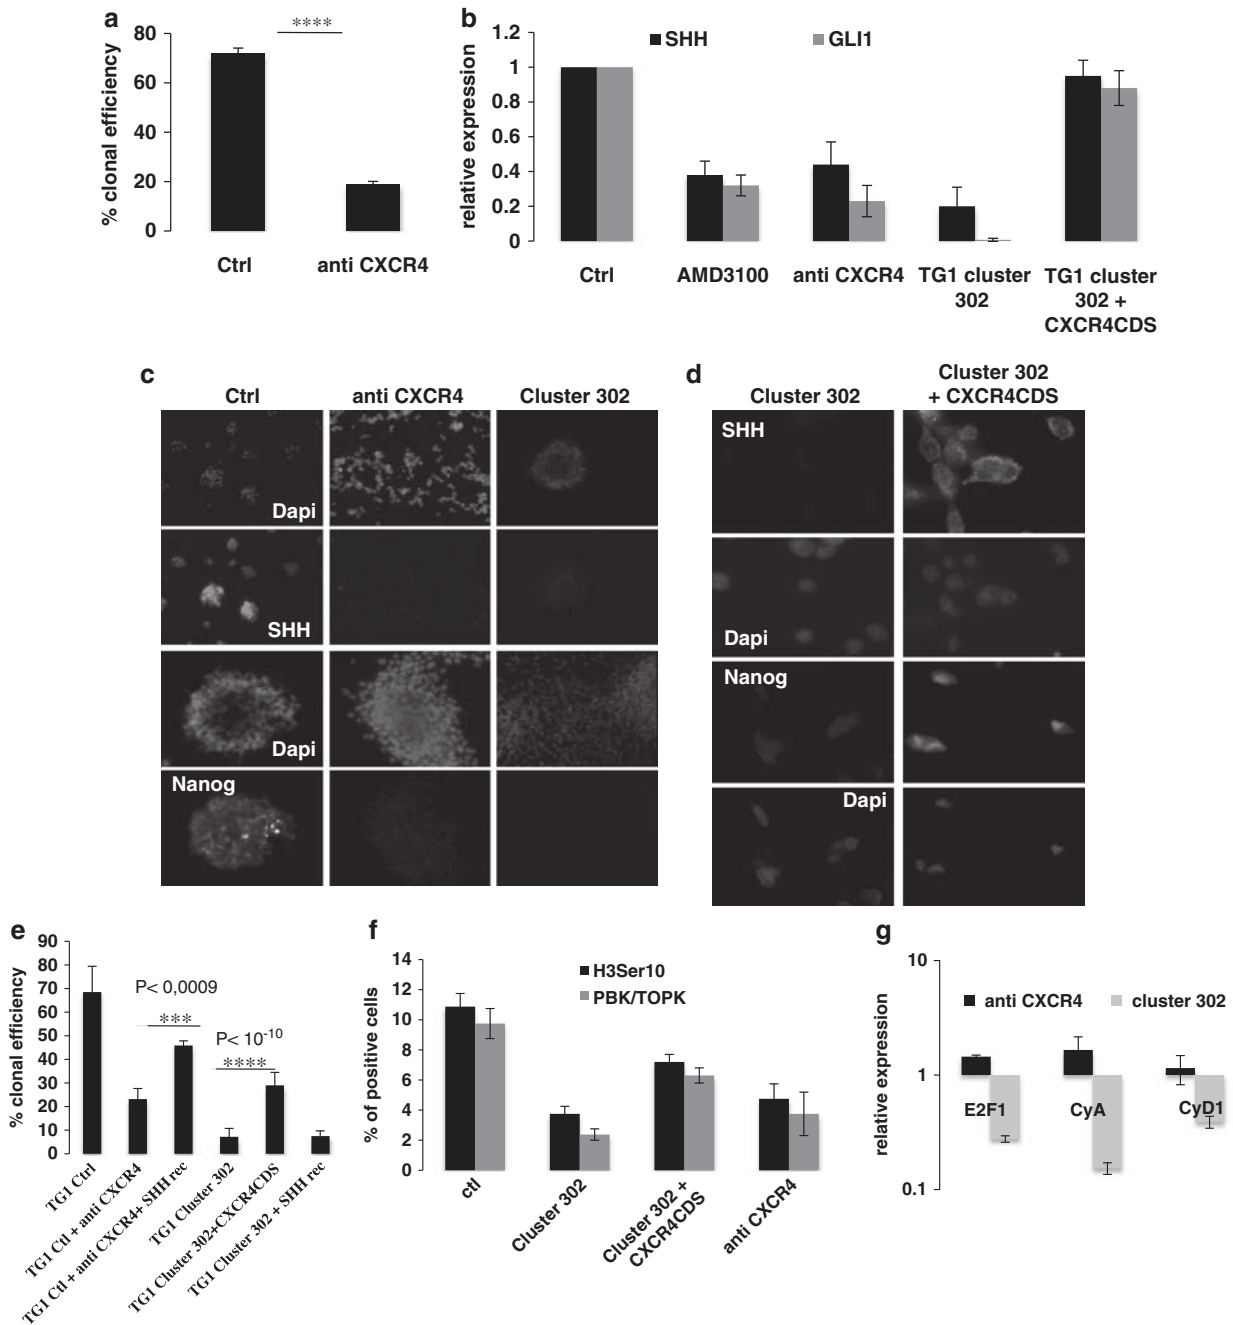 a
b
****
80
60
40
20
0
% clonal efficiency
Ctrl
anti CXCR4
1.2
1
0.8
0.6
0.4
0.2
0
relative expression
SHH
GLI1
Ctrl
AMD3100
anti CXCR4
TG1 cluster
302
TG1 cluster
302 +
CXCR4CDS
c
Ctrl
anti CXCR4
Cluster 302
Dapi
SHH
Dapi
Nanog
d
Cluster 302
Cluster 302
+ CXCR4CDS
SHH
Dapi
Nanog
Dapi
e
90
80
70
60
50
40
30
20
10
0
% clonal efficiency
P< 0,0009
***
P< 10-10
****
TG1 Ctrl
TG1 Ctl + anti CXCR4
TG1 Ctl + anti CXCR4+ SHH rec
TG1 Cluster 302
TG1 Cluster 302+CXCR4CDS
TG1 Cluster 302 + SHH rec
f
14
12
10
8
6
4
2
0
% of positive cells
H3Ser10
PBK/TOPK
ctl
Cluster 302
Cluster 302 +
CXCR4CDS
anti CXCR4
g
10
1
0.1
relative expression
anti CXCR4
cluster 302
E2F1
CyA
CyD1